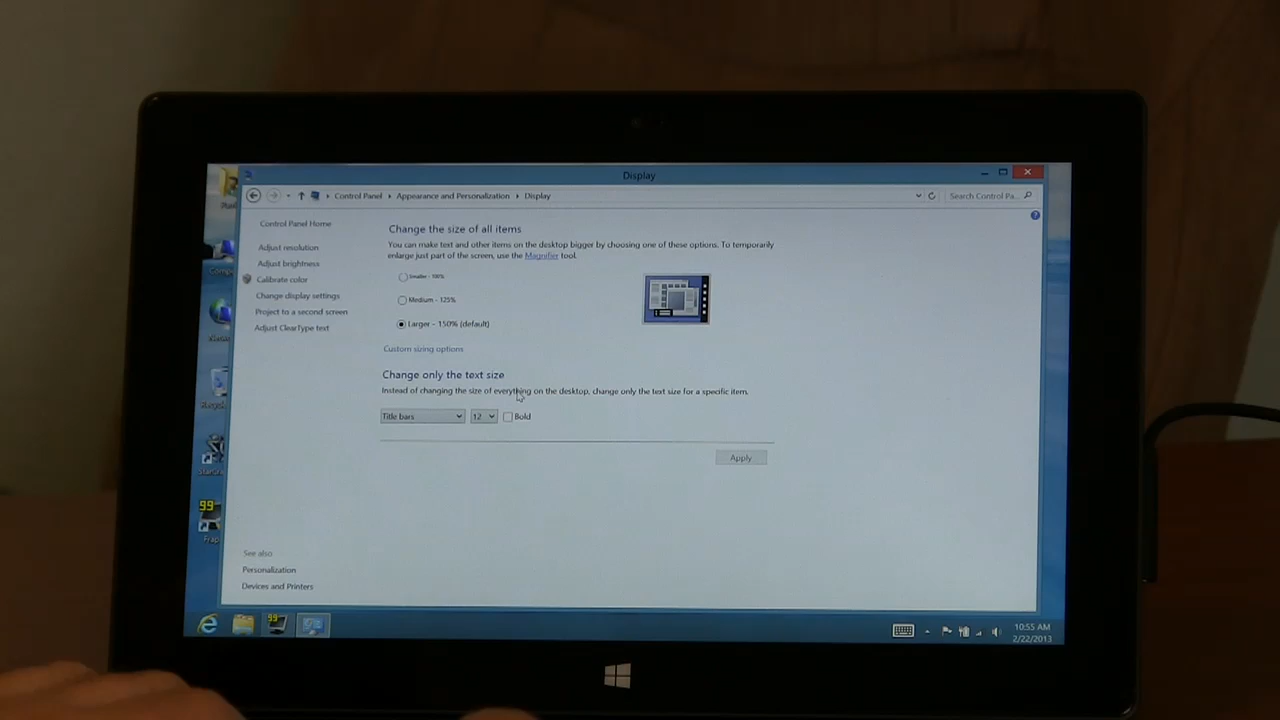 Display
Control Panel ▸ Appearance and Personalization ▸ Display
Search Control Pa...
Control Panel Home
Adjust resolution
Adjust brightness
Calibrate color
Change display settings
Project to a second screen
Adjust ClearType text
Change the size of all items
You can make text and other items on the desktop bigger by choosing one of these options. To temporarily
enlarge just part of the screen, use the Magnifier tool.
Smaller - 100%
Medium - 125%
Larger - 150% (default)
Custom sizing options
Change only the text size
Instead of changing the size of everything on the desktop, change only the text size for a specific item.
Title bars
12
Bold
Apply
See also
Personalization
Devices and Printers
99
99
10:55 AM
2/22/2013